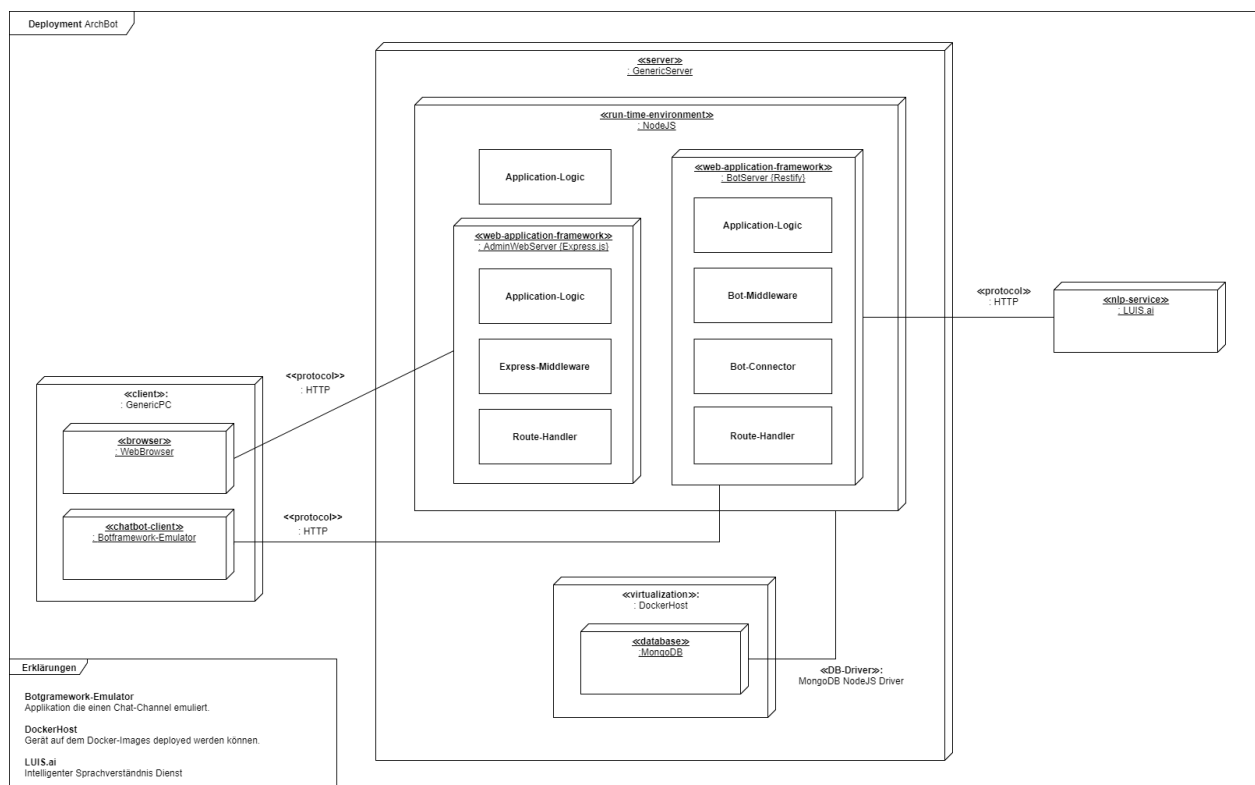 Deployment ArchBot
≪server≫
: GenericServer
≪run-time-environment≫
: NodeJS
Application-Logic
≪web-application-framework≫
: AdminWebServer {Express.js}
Application-Logic
Express-Middleware
Route-Handler
≪web-application-framework≫
: BotServer {Restify}
Application-Logic
Bot-Middleware
Bot-Connector
Route-Handler
≪protocol≫
: HTTP
≪nlp-service≫
: LUIS.ai
<<protocol>>
: HTTP
≪client≫:
: GenericPC
≪browser≫
: WebBrowser
≪chatbot-client≫
: Botframework-Emulator
<<protocol>>
: HTTP
≪virtualization≫:
: DockerHost
≪database≫
:MongoDB
≪DB-Driver≫:
MongoDB NodeJS Driver
Erklärungen
Botgramework-Emulator
Applikation die einen Chat-Channel emuliert.
DockerHost
Gerät auf dem Docker-Images deployed werden können.
LUIS.ai
Intelligenter Sprachverständnis Dienst